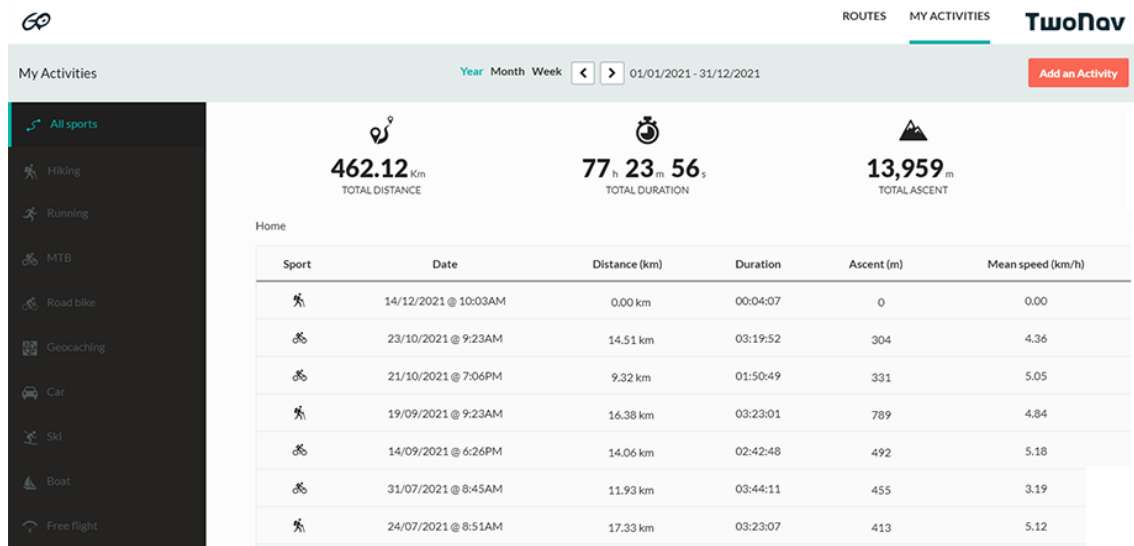 GO
ROUTES MY ACTIVITIES TwoNav
My Activities Year Month Week 01/01/2021 - 31/12/2021 Add an Activity
All sports
Hiking
Running
MTB
Road bike
Geocaching
Car
Ski
Boat
Free flight
462.12 Km 77 h 23 m 56 s 13,959 m
TOTAL DISTANCE TOTAL DURATION TOTAL ASCENT
Home
Sport Date Distance (km) Duration Ascent (m) Mean speed (km/h)
14/12/2021 @ 10:03AM 0.00 km 00:04:07 0 0.00
23/10/2021 @ 9:23AM 14.51 km 03:19:52 304 4.36
21/10/2021 @ 7:06PM 9.32 km 01:50:49 331 5.05
19/09/2021 @ 9:23AM 16.38 km 03:23:01 789 4.84
14/09/2021 @ 6:26PM 14.06 km 02:42:48 492 5.18
31/07/2021 @ 8:45AM 11.93 km 03:44:11 455 3.19
24/07/2021 @ 8:51AM 17.33 km 03:23:07 413 5.12